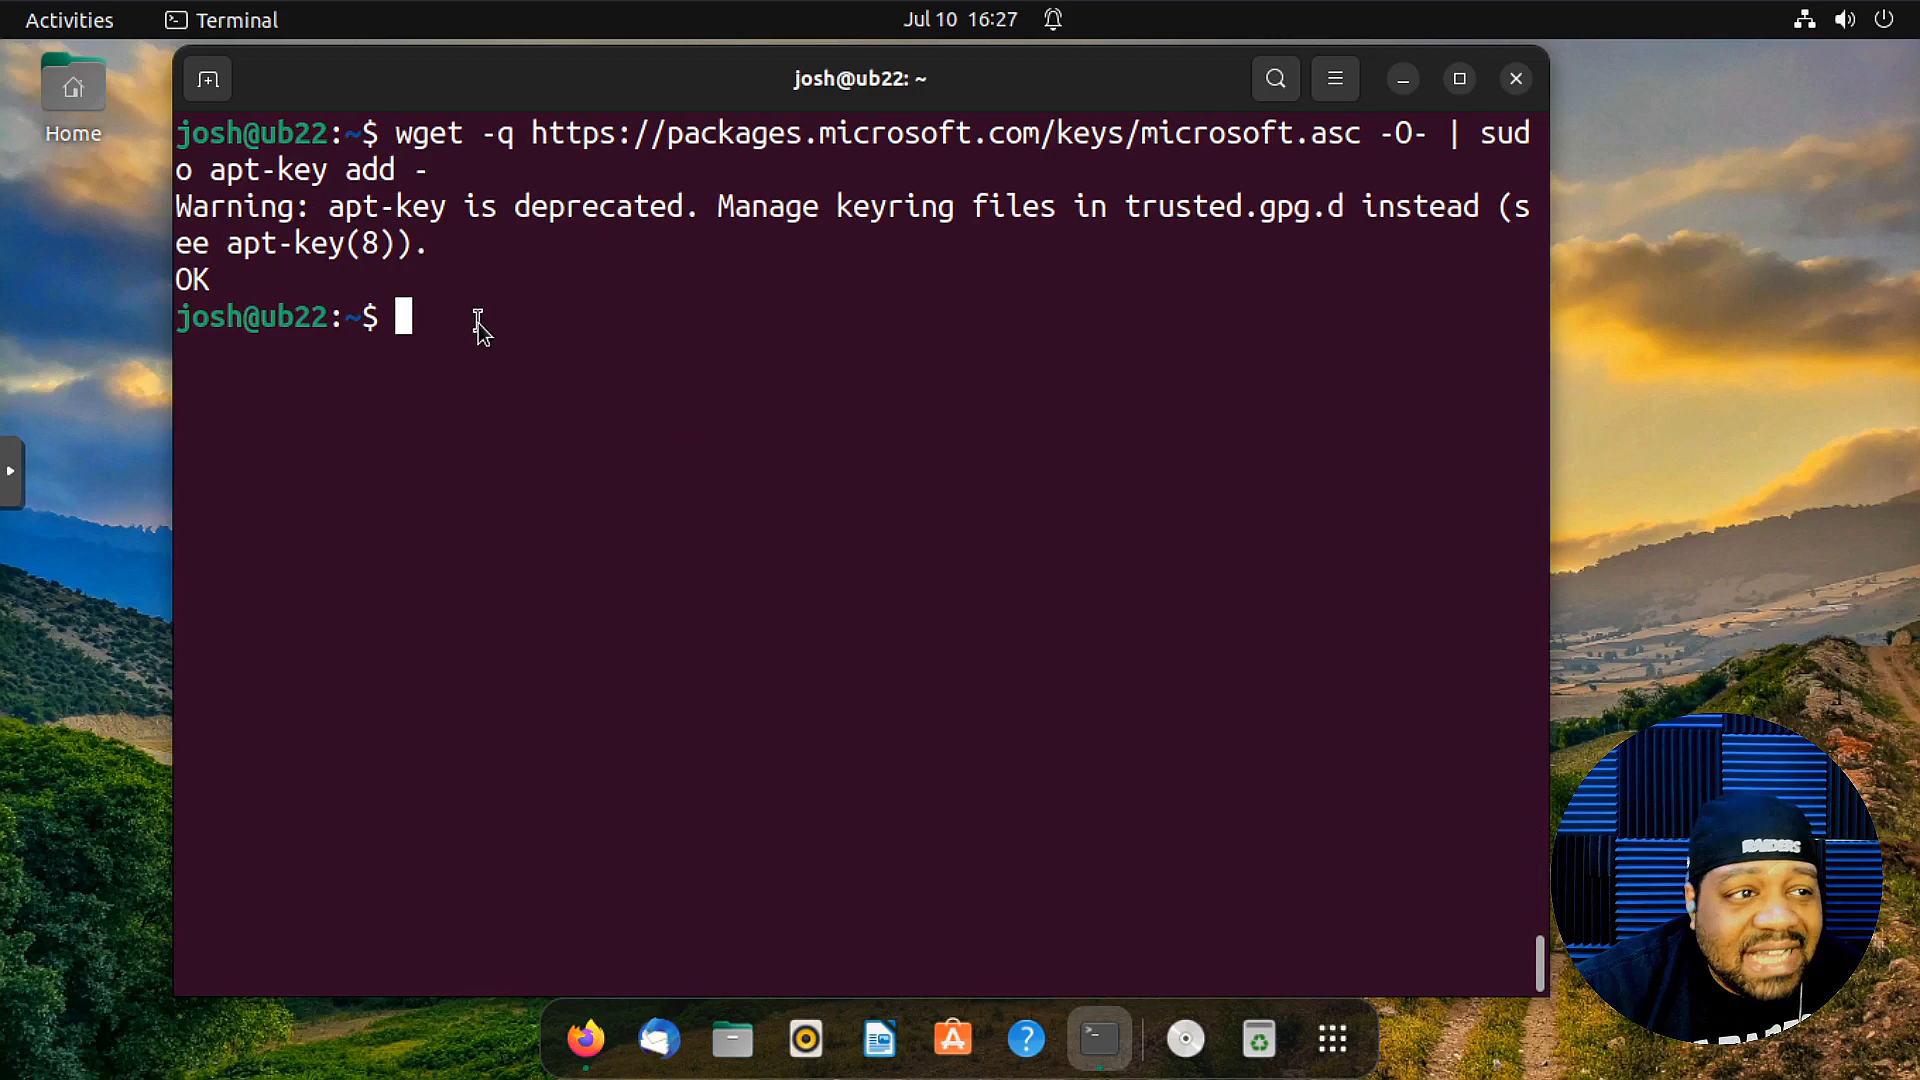 Activities
Terminal
Jul 10 16:27
josh@ub22: ~
Home
josh@ub22:~$ wget -q https://packages.microsoft.com/keys/microsoft.asc -O- | sud
o apt-key add -
Warning: apt-key is deprecated. Manage keyring files in trusted.gpg.d instead (s
ee apt-key(8)).
OK
josh@ub22:~$
RAIDERS